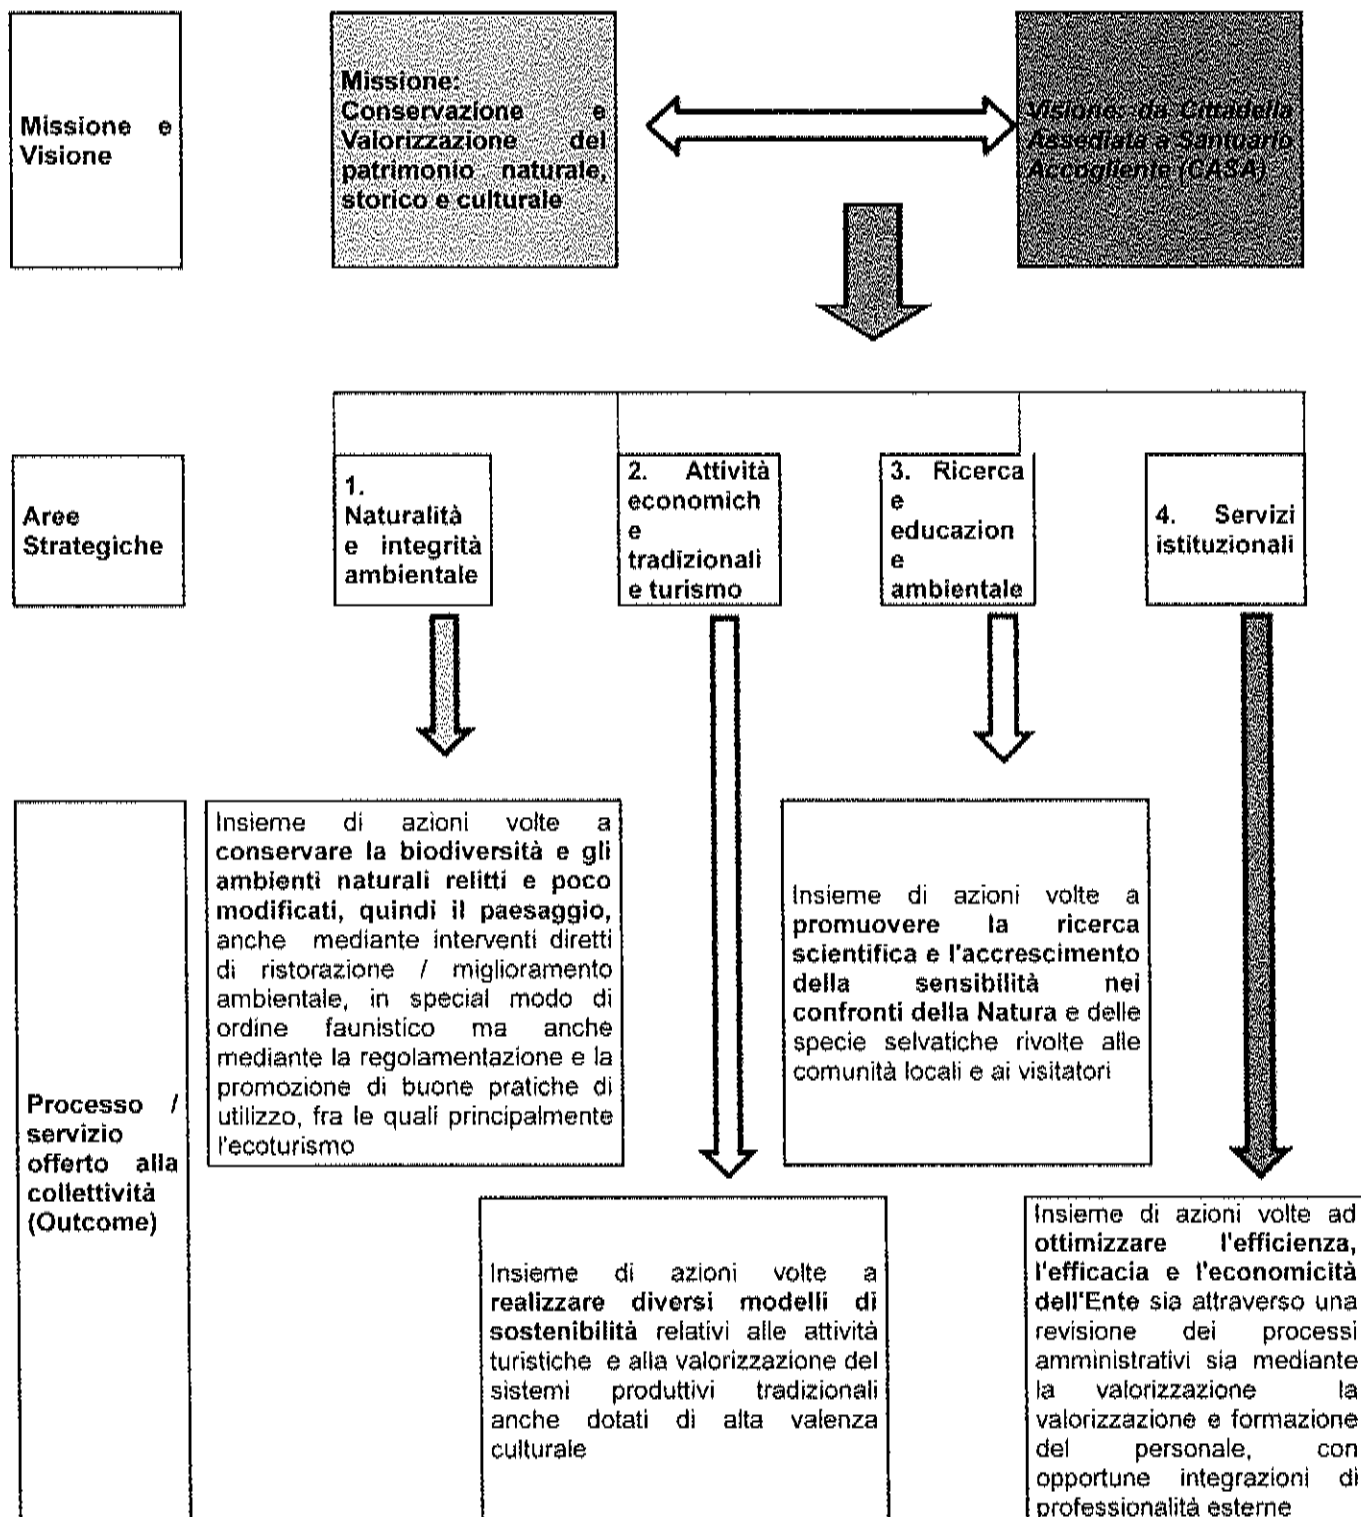 Missione e
Visione
Missione:
Conservazione e
Valorizzazione del
patrimonio naturale,
storico e culturale
Visione: da Cittadella
Assediata a Santuario
Accogliente (CASA)
Aree
Strategiche
1.
Naturalità
e integrità
ambientale
2. Attività
economich
e
tradizionali
e turismo
3. Ricerca
e
educazion
e
ambientale
4. Servizi
istituzionali
Processo /
servizio
offerto alla
collettività
(Outcome)
Insieme di azioni volte a
conservare la biodiversità e gli
ambienti naturali relitti e poco
modificati, quindi il paesaggio,
anche mediante interventi diretti
di ristorazione / miglioramento
ambientale, in special modo di
ordine faunistico ma anche
mediante la regolamentazione e la
promozione di buone pratiche di
utilizzo, fra le quali principalmente
l'ecoturismo
Insieme di azioni volte a
realizzare diversi modelli di
sostenibilità relativi alle attività
turistiche e alla valorizzazione del
sistemi produttivi tradizionali
anche dotati di alta valenza
culturale
Insieme di azioni volte a
promuovere la ricerca
scientifica e l'accrescimento
della sensibilità nei
confronti della Natura e delle
specie selvatiche rivolte alle
comunità locali e ai visitatori
Insieme di azioni volte ad
ottimizzare l'efficienza,
l'efficacia e l'economicità
dell'Ente sia attraverso una
revisione dei processi
amministrativi sia mediante
la valorizzazione la
valorizzazione e formazione
del personale, con
opportune integrazioni di
professionalità esterne